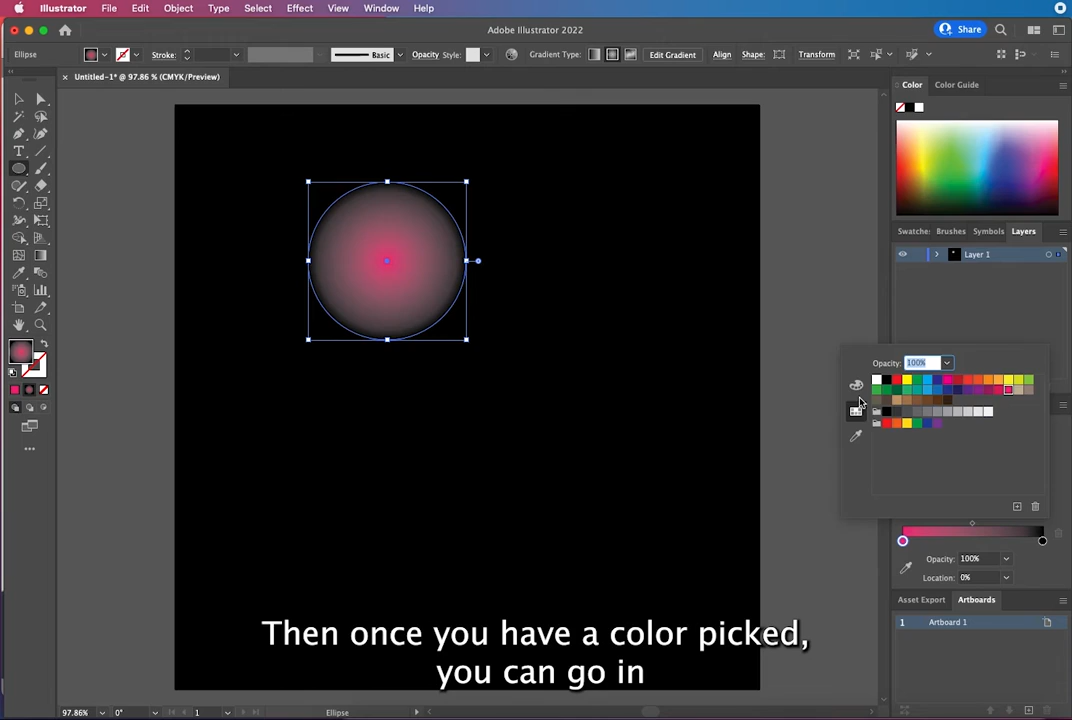 Illustrator File Edit Object Type Select Effect View Window Help
Adobe Illustrator 2022
Share
Ellipse
Stroke:
Basic
Opacity Style:
Gradient Type:
Edit Gradient
Align
Shape:
Transform
Untitled-1* @ 97.86 % (CMYK/Preview)
Color Color Guide
Swatche: Brushes Symbols Layers
Layer 1
Opacity: 100%
Opacity: 100%
Location: 0%
Asset Export Artboards
1 Artboard 1
Then once you have a color picked,
you can go in
97.86% 0° 1 Ellipse